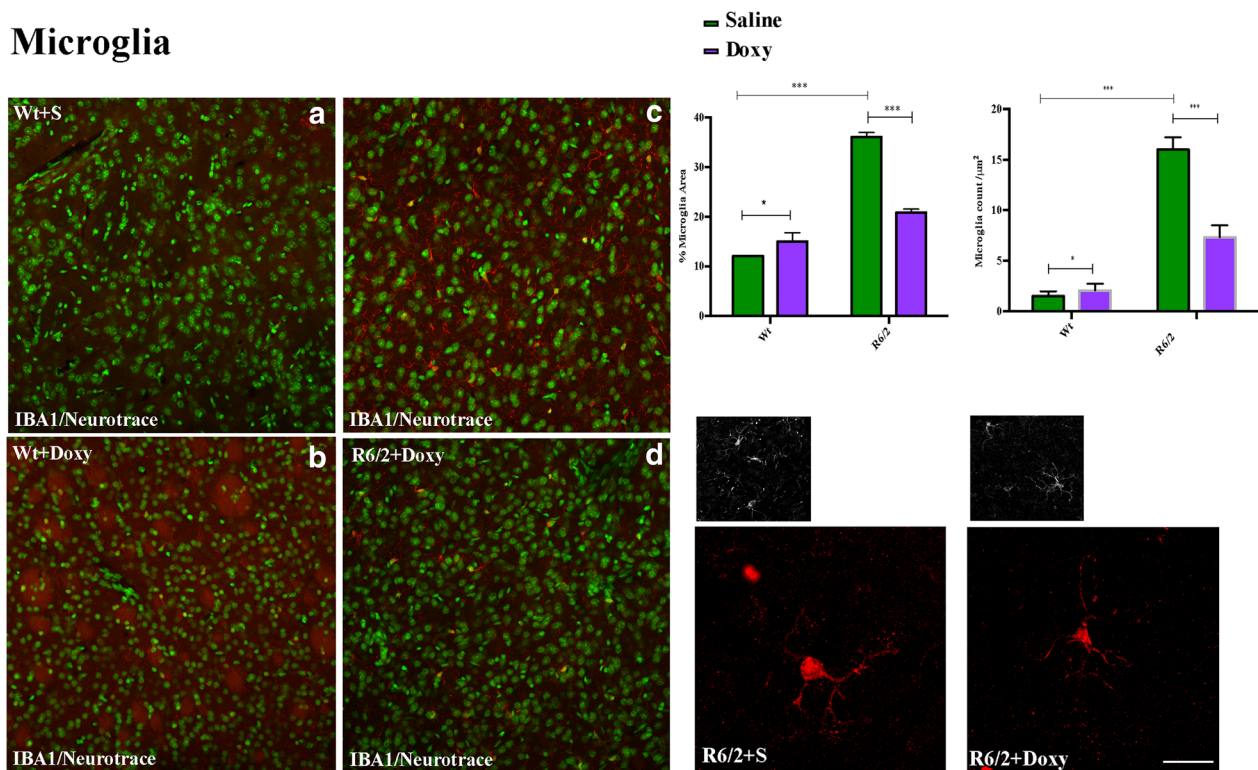 Microglia
Wt+S
a
IBA1/Neurotrace
c
IBA1/Neurotrace
Wt+Doxy
b
IBA1/Neurotrace
R6/2+Doxy
d
IBA1/Neurotrace
Saline
Doxy
% Microglia Area
40
30
20
10
0
***
***
*
Wt
R6/2
Microglia count /µm²
20
15
10
5
0
***
***
*
Wt
R6/2
R6/2+S
R6/2+Doxy